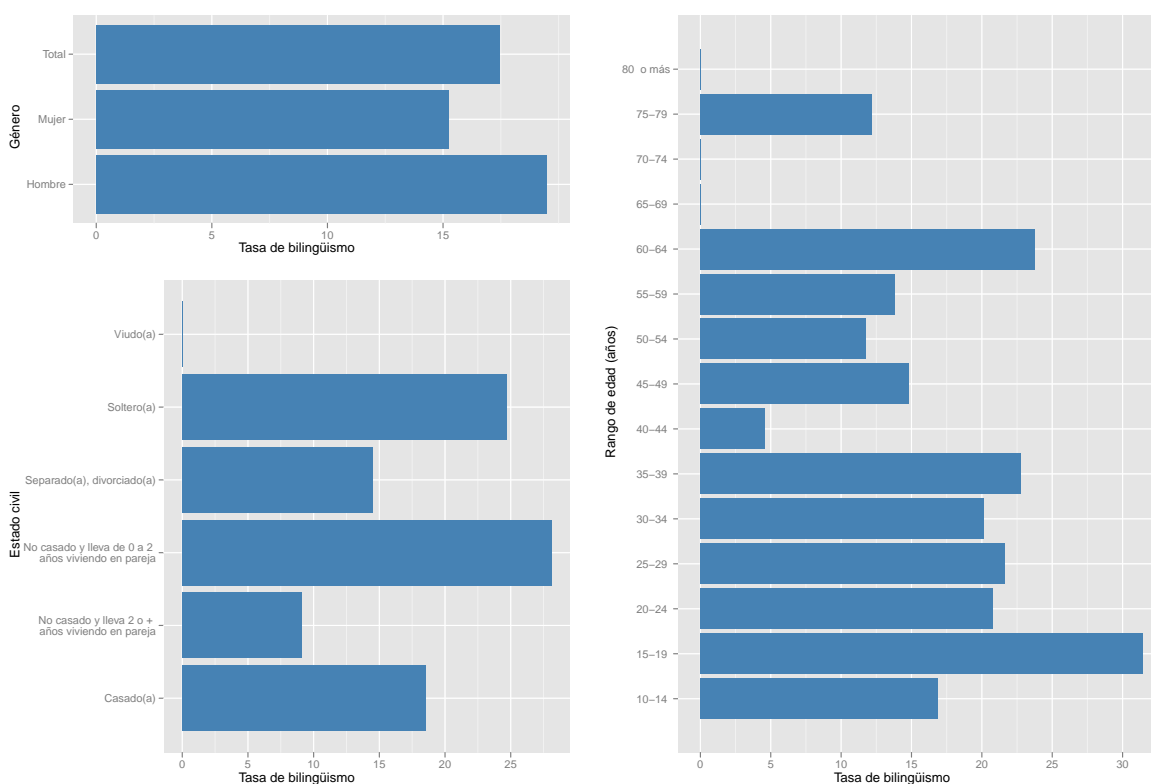 Total
Mujer
Hombre
Género
0 5 10 15
Tasa de bilingüismo
Viudo(a)
Soltero(a)
Separado(a), divorciado(a)
No casado y lleva de 0 a 2
años viviendo en pareja
No casado y lleva 2 o +
años viviendo en pareja
Casado(a)
Estado civil
0 5 10 15 20 25
Tasa de bilingüismo
80 o más
75−79
70−74
65−69
60−64
55−59
50−54
45−49
40−44
35−39
30−34
25−29
20−24
15−19
10−14
Rango de edad (años)
0 5 10 15 20 25 30
Tasa de bilingüismo